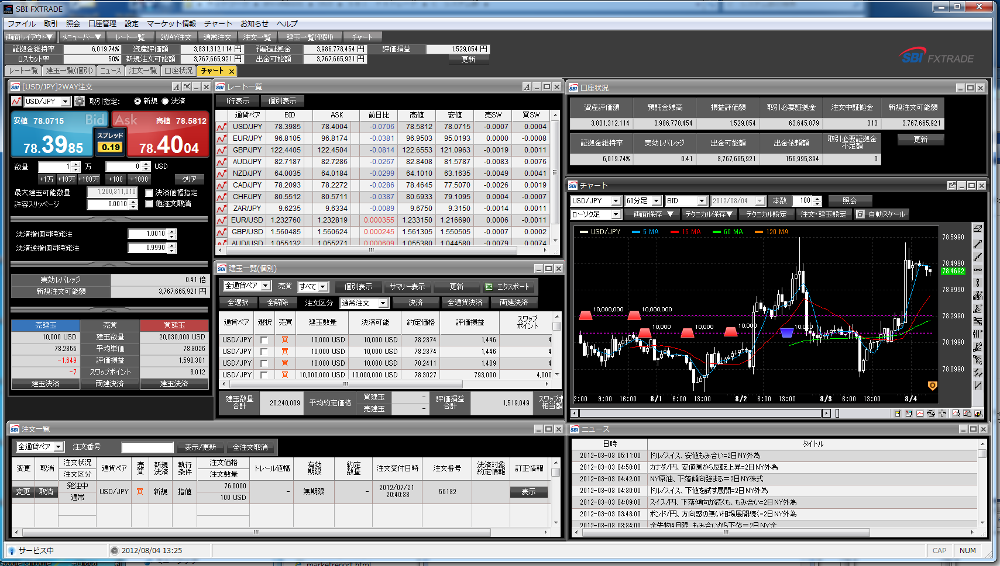 SBI FXTRADE
ファイル 取引 照会 口座管理 設定 マーケット情報 チャート お知らせ ヘルプ
画面レイアウト▼ メニューバー▼ レート一覧 2WAY注文 通常注文 注文一覧 建玉一覧(個別) チャート
証拠金維持率 6,019.74% 資産評価額 3,831,312,114 円 預託証拠金 3,986,778,454 円 評価損益 1,529,054 円
ロスカット率 50% 新規注文可能額 3,767,665,921 円 出金可能額 3,767,665,921 円 更新
SBI FXTRADE
レート一覧 建玉一覧(個別) ニュース 注文一覧 口座状況 チャート ×
SBI [USD/JPY]2WAY注文
USD/JPY 取引指定: 新規 決済
安値 78.0715 Bid Ask 高値 78.5812
スプレッド
78.3985 0.19 78.4004
数量 1 万 0 USD
+1万 +10万 +100万 +100 +1000 クリア
最大建玉可能数量 1,200,311,010 決済値幅指定
許容スリッページ 0.0010 他注文取消
決済指値同時発注 1.0010
決済逆指値同時発注 0.9990
実効レバレッジ 0.41 倍
新規注文可能額 3,767,665,921 円
売建玉 売買 買建玉
10,000 USD 建玉数量 20,030,000 USD
78.2355 平均単価 78.3026
-1,649 評価損益 1,590,301
-7 スワップポイント 8,012
建玉決済 両建決済 建玉決済
SBI レート一覧
1行表示 個別表示
通貨ペア BID ASK 前日比 高値 安値 売SW 買SW
USD/JPY 78.3985 78.4004 -0.0706 78.5812 78.0715 -0.0007 0.0004
EUR/JPY 96.8105 96.8174 -0.0381 96.9503 95.0193 0.0000 -0.0008
GBP/JPY 122.4405 122.4504 -0.0814 122.6553 121.0963 -0.0019 0.0011
AUD/JPY 82.7187 82.7286 -0.0267 82.8408 81.5787 -0.0083 0.0076
NZD/JPY 64.0035 64.0184 -0.0299 64.1010 63.1635 -0.0049 0.0041
CAD/JPY 78.2093 78.2272 -0.0286 78.4645 77.5070 -0.0026 0.0019
CHF/JPY 80.5512 80.5711 -0.0387 80.6933 79.1095 0.0004 -0.0007
ZAR/JPY 9.6235 9.6334 -0.0089 9.6750 9.3150 -0.0014 0.0011
EUR/USD 1.232760 1.232819 0.000355 1.233150 1.216690 0.0006 -0.0011
GBP/USD 1.560485 1.560624 0.000245 1.561305 1.550505 -0.0007 0.0002
AUD/USD 1.055132 1.055271 0.000609 1.055380 1.044580 -0.0079 0.0074
SBI 建玉一覧(個別)
全通貨ペア 売買 すべて 個別表示 サマリー表示 更新 エクスポート
全選択 全解除 注文区分 通常注文 決済 全通貨決済 両建決済
通貨ペア 選択 売買 建玉数量 決済可能 約定価格 評価損益 スワップポイント
USD/JPY 買 10,000 USD 10,000 USD 78.2374 1,446 4
USD/JPY 買 10,000 USD 10,000 USD 78.2374 1,446 4
USD/JPY 買 10,000 USD 10,000 USD 78.2411 1,409 4
USD/JPY 買 10,000,000 USD 10,000,000 USD 78.3027 793,000 4,000
建玉数量合計 20,240,009 平均約定価格 買建玉 - 評価損益合計 1,519,049 スワップポ相当額
売建玉 -
SBI 口座状況
資産評価額 預託金残高 損益評価額 取引必要証拠金 注文中証拠金 新規注文可能額
3,831,312,114 3,986,778,454 1,529,054 63,645,879 313 3,767,665,921
証拠金維持率 実効レバレッジ 出金可能額 出金依頼額 取引必要証拠金不足額 更新
6,019.74% 0.41 3,767,665,921 156,995,394 0
SBI チャート
USD/JPY 60分足 BID 2012/08/04 本数 100 照会
ローソク足 画面保存 ▼ テクニカル保存▼ テクニカル設定 注文・建玉設定 自動スケール
USD/JPY 5 MA 15 MA 60 MA 120 MA
78.5990
78.4990
78.4692
78.3990
78.2990
78.1990
78.0990
10,000,000 10,000,000
10,000 10,000 10,000 10,000
2:00 9:00 16:00 8/1 6:00 13:00 8/2 6:00 13:00 8/3 6:00 13:00 8/4
SBI 注文一覧
全通貨ペア 注文番号 表示/更新 全注文取消
変更 取消 注文状況 注文区分 通貨ペア 売買 新規決済 執行条件 注文価格 注文数量 トレール値幅 有効期限 約定数量 注文受付日時 注文番号 決済対象約定情報 訂正情報
変更 取消 発注中 通常 USD/JPY 買 新規 指値 76.0000 100 USD - 無期限 - 2012/07/21 20:40:38 56132 表示
SBI ニュース
日時 タイトル
2012-03-03 05:11:00 ドル/スイス、安値もみ合い=2日NY外為
2012-03-03 04:50:00 カナダ/円、安値圏から反転上昇=2日NY外為
2012-03-03 04:42:00 NY原油、下落傾向強まる=2日NY株式
2012-03-03 04:30:00 ドル/スイス、下値を試す展開=2日NY外為
2012-03-03 04:09:00 スイス/円、下落傾向が続くも、もみ合い=2日NY外為
2012-03-03 03:48:00 ポンド/円、方向感の無い相場展開続く=2日NY外為
2012-03-03 03:34:00 金先物4月限、もみ合いから下落=2日NY金
サービス中 2012/08/04 13:25 CAP NUM
marketreport.html